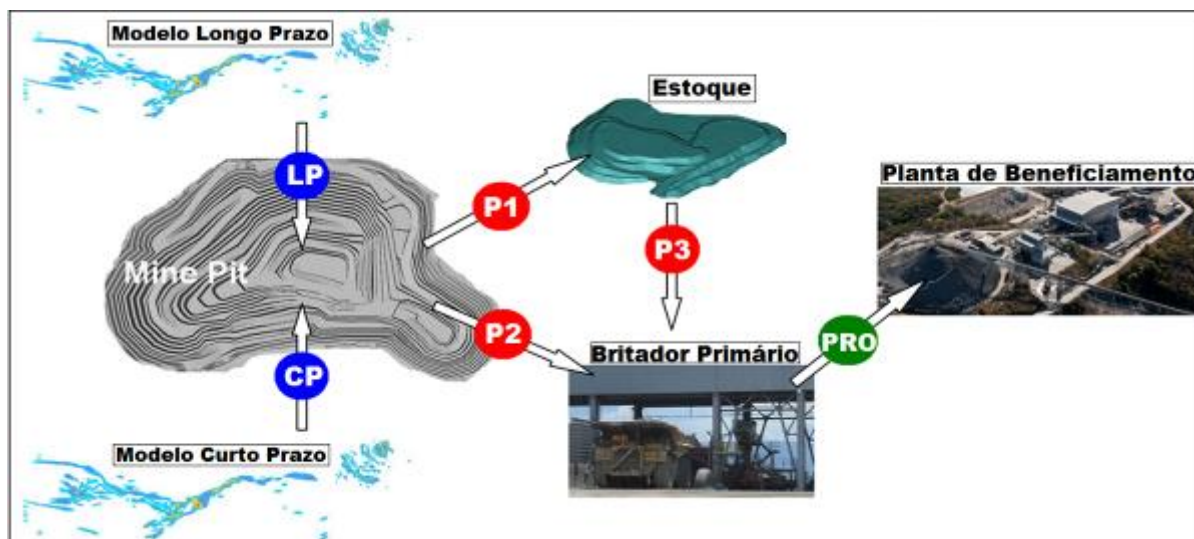 Modelo Longo Prazo
Estoque
LP
P1
Planta de Beneficiamento
P3
Mine Pit
P2
Britador Primário
PRO
CP
Modelo Curto Prazo